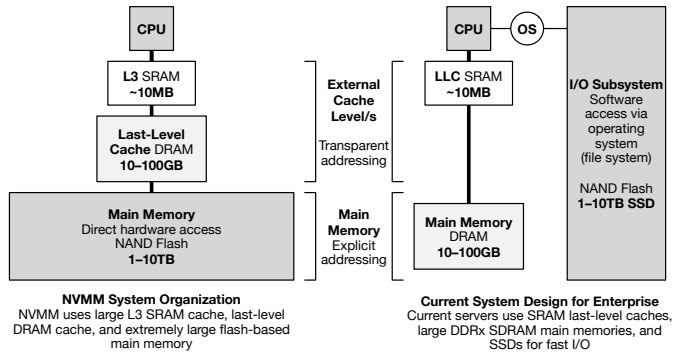 CPU
L3 SRAM
~10MB
Last-Level
Cache DRAM
10–100GB
Main Memory
Direct hardware access
NAND Flash
1–10TB
NVMM System Organization
NVMM uses large L3 SRAM cache, last-level
DRAM cache, and extremely large flash-based
main memory
External
Cache
Level/s
Transparent
addressing
Main
Memory
Explicit
addressing
CPU
OS
LLC SRAM
~10MB
Main Memory
DRAM
10–100GB
I/O Subsystem
Software
access via
operating
system
(file system)
NAND Flash
1–10TB SSD
Current System Design for Enterprise
Current servers use SRAM last-level caches,
large DDRx SDRAM main memories, and
SSDs for fast I/O